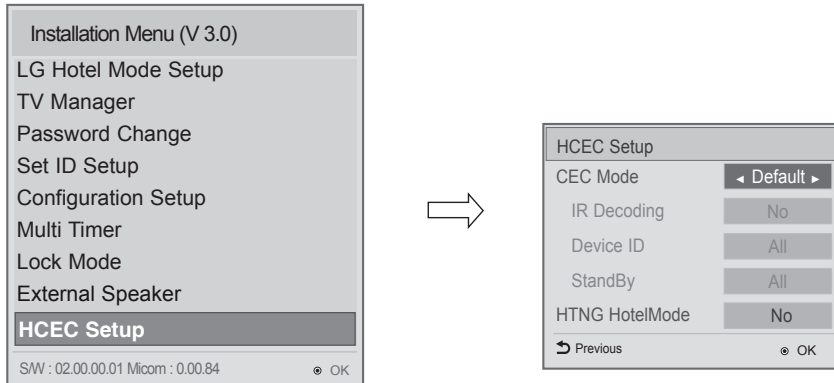 Installation Menu (V 3.0)
LG Hotel Mode Setup
TV Manager
Password Change
Set ID Setup
Configuration Setup
Multi Timer
Lock Mode
External Speaker
HCEC Setup
S/W : 02.00.00.01 Micom : 0.00.84 ◉ OK
HCEC Setup
CEC Mode ◄ Default ►
IR Decoding No
Device ID All
StandBy All
HTNG HotelMode No
Previous ◉ OK